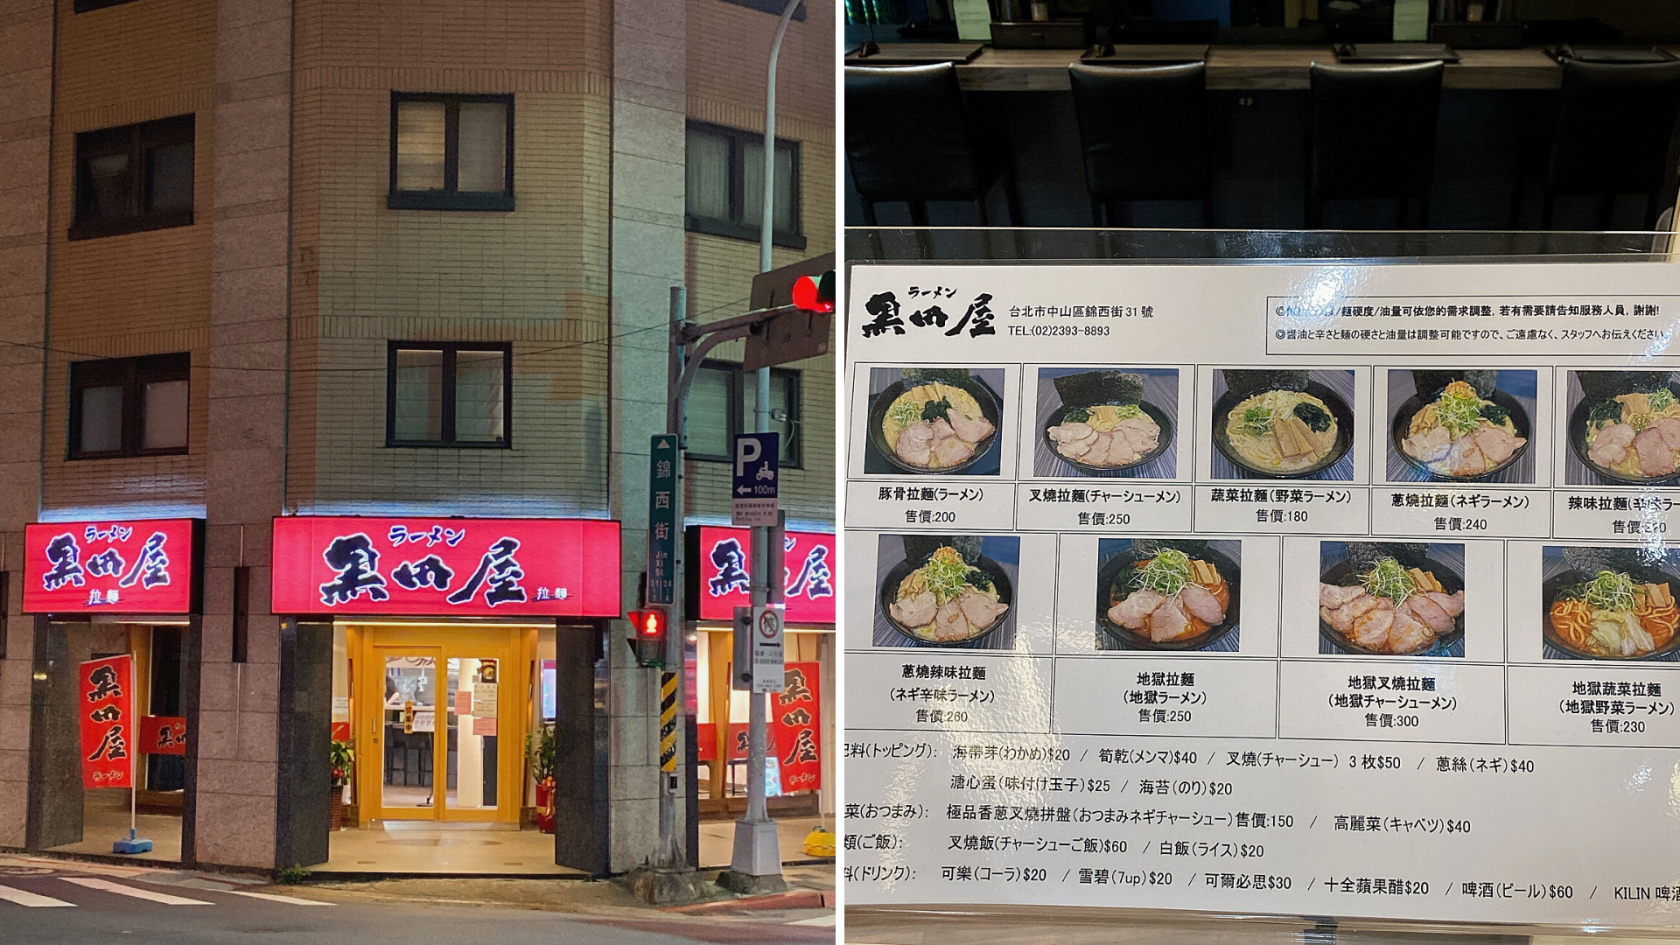 ラーメン
黒田屋
拉麵
ラーメン
黒田屋
拉麵
黒田屋
錦西街
Jin
Xi
St.
P
100m
黒田屋
ラーメン
黒田屋
ラーメン
黒田屋
台北市中山區錦西街31號
TEL:(02)2393-8893
/麵硬度/油量可依您的需求調整, 若有需要請告知服務人員, 謝謝!
◎醤油と辛さと麺の硬さと油量は調整可能ですので、ご遠慮なく、スタッフへお伝えください
豚骨拉麵(ラーメン)
售價:200
叉燒拉麵(チャーシューメン)
售價:250
蔬菜拉麵(野菜ラーメン)
售價:180
蔥燒拉麵(ネギラーメン)
售價:240
辣味拉麵
售價
蔥燒辣味拉麵
(ネギ辛味ラーメン)
售價:260
地獄拉麵
(地獄ラーメン)
售價:250
地獄叉燒拉麵
(地獄チャーシューメン)
售價:300
地獄蔬菜拉麵
(地獄野菜ラーメン)
售價:230
料(トッピング): 海帶芽(わかめ)$20 / 筍乾(メンマ)$40 / 叉燒(チャーシュー) 3枚$50 / 蔥絲(ネギ)$40
溏心蛋(味付け玉子)$25 / 海苔(のり)$20
菜(おつまみ): 極品香蔥叉燒拼盤(おつまみネギチャーシュー)售價:150 / 高麗菜(キャベツ)$40
類(ご飯): 叉燒飯(チャーシューご飯)$60 / 白飯(ライス)$20
料(ドリンク): 可樂(コーラ)$20 / 雪碧(7up)$20 / 可爾必思$30 / 十全蘋果醋$20 / 啤酒(ビール)$60 / KILIN 啤酒